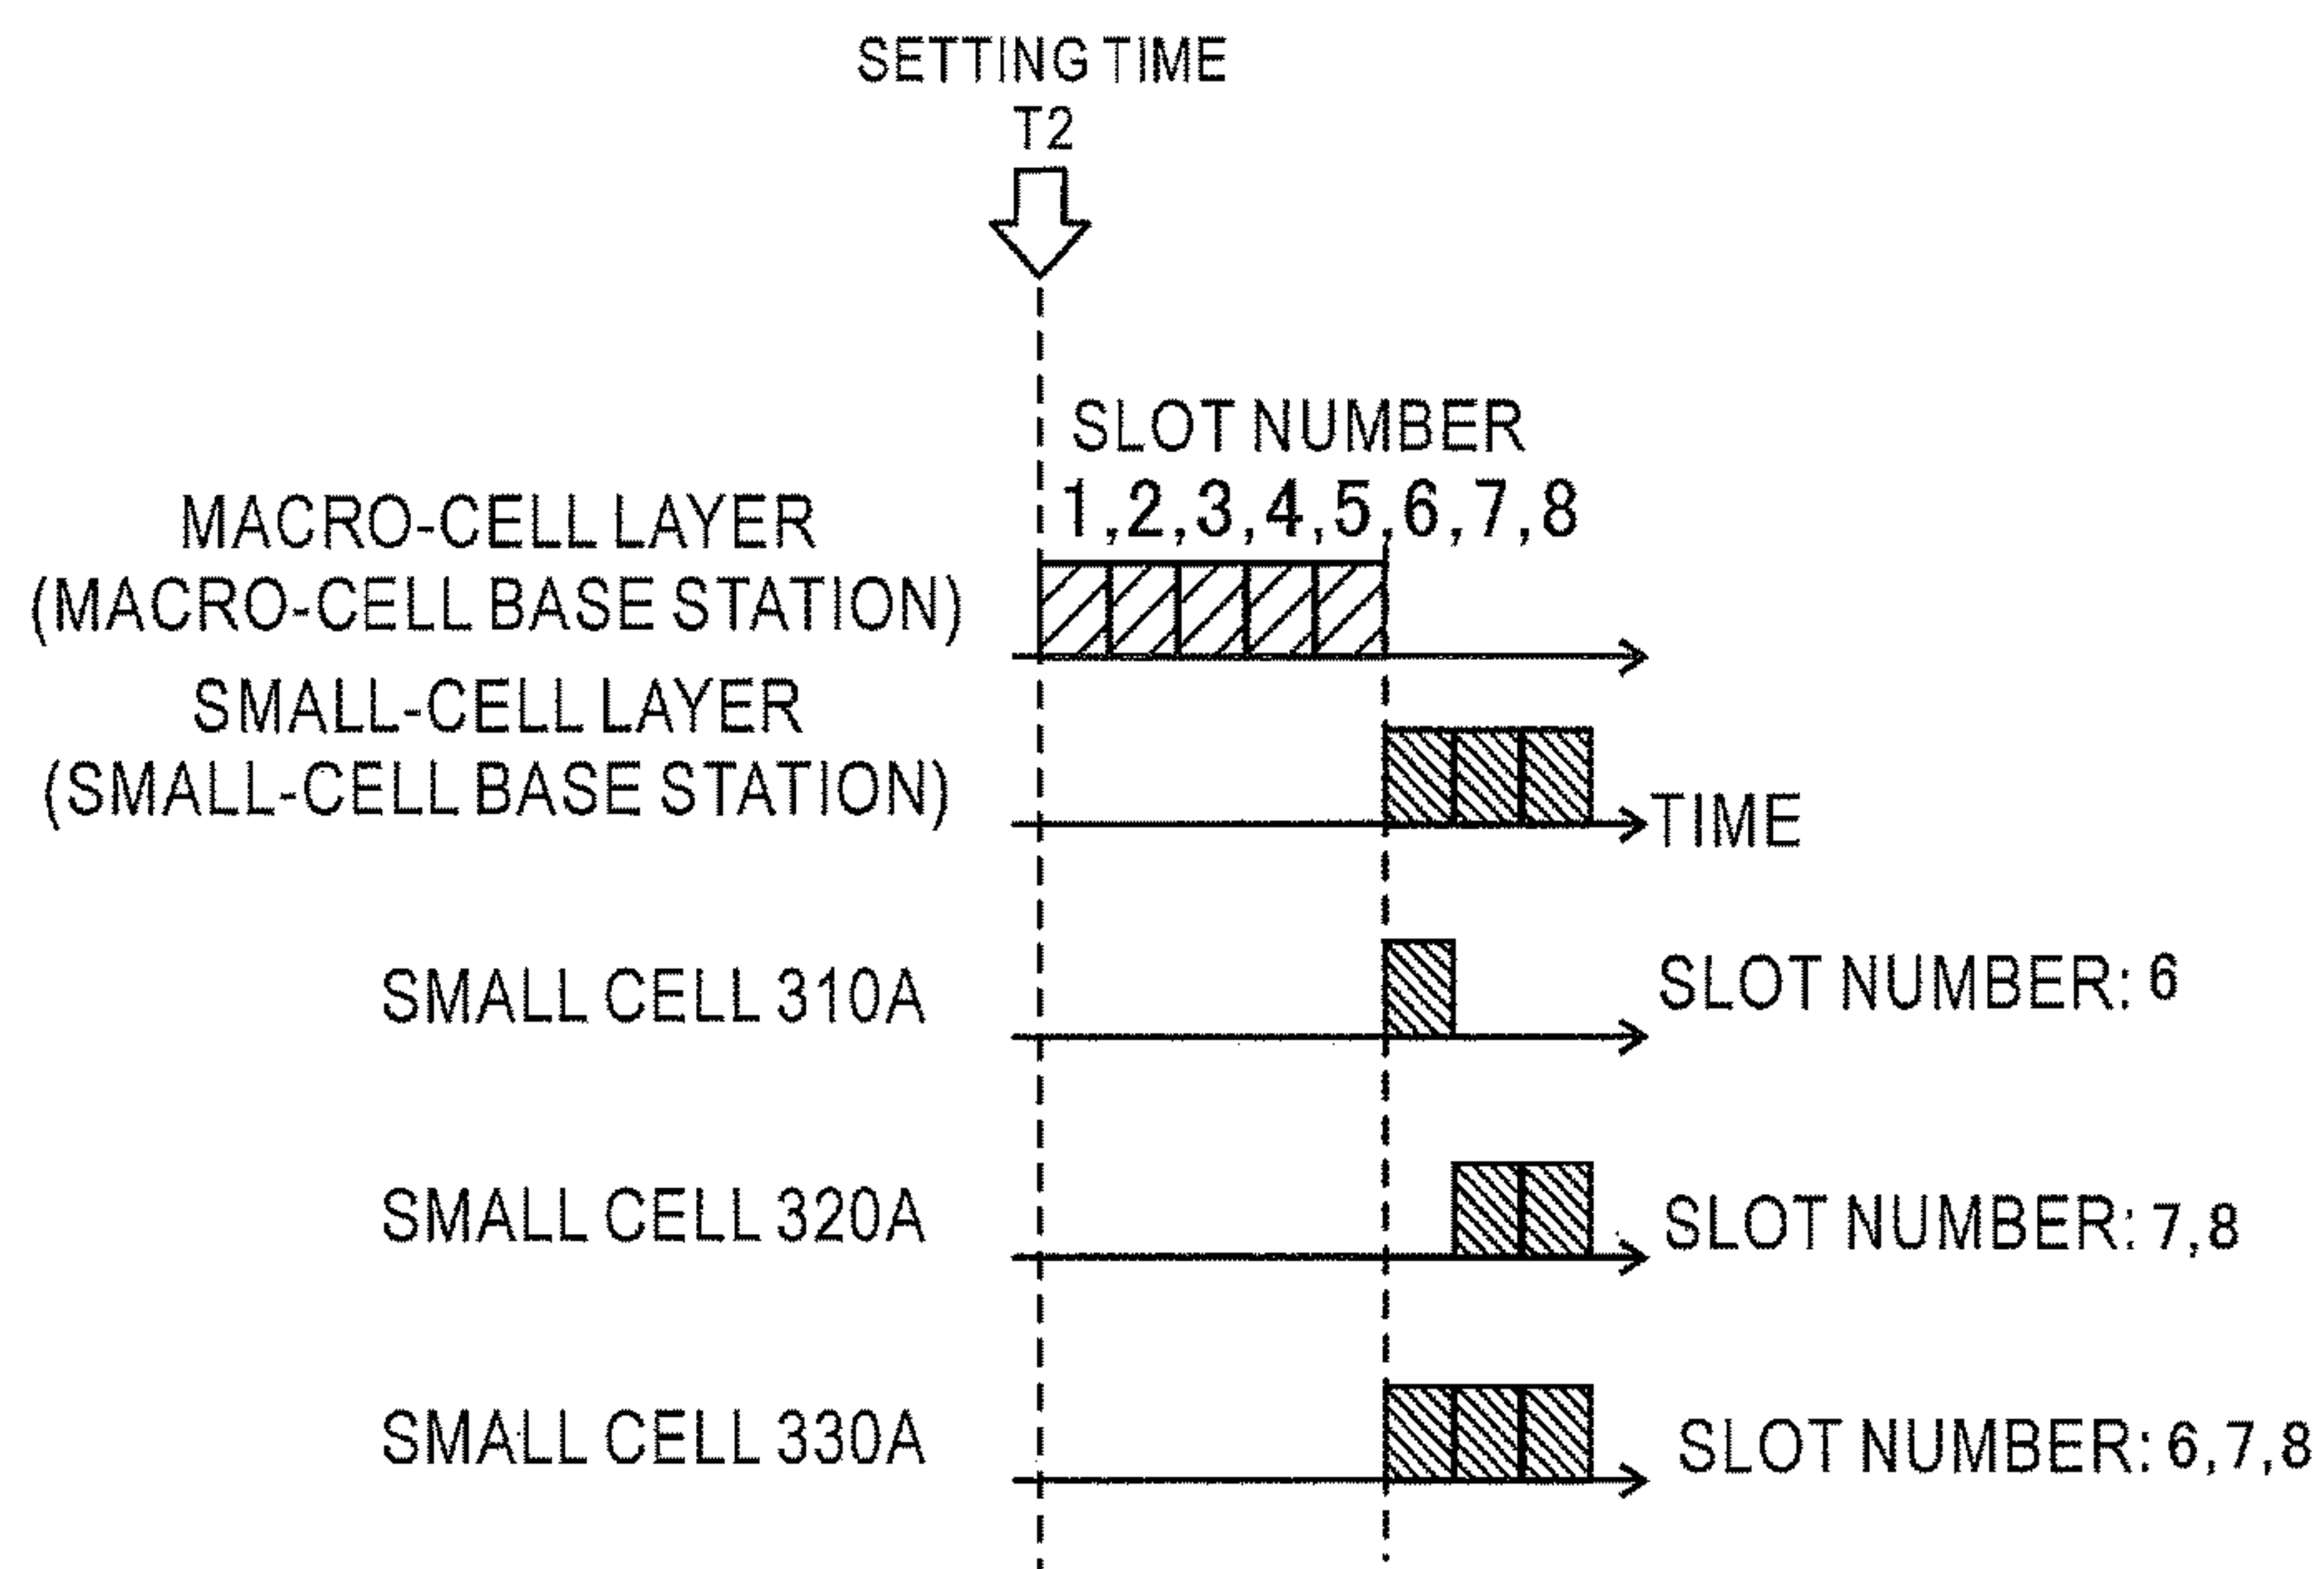 SETTING TIME
T2
SLOT NUMBER
1,2,3,4,5,6,7,8
MACRO-CELL LAYER
(MACRO-CELL BASE STATION)
SMALL-CELL LAYER
(SMALL-CELL BASE STATION)
TIME
SMALL CELL 310A
SLOT NUMBER: 6
SMALL CELL 320A
SLOT NUMBER: 7,8
SMALL CELL 330A
SLOT NUMBER: 6,7,8